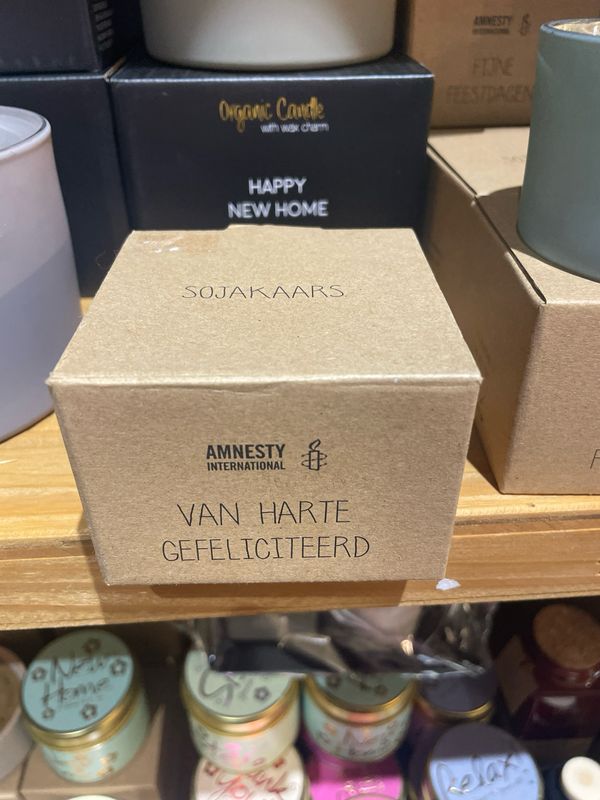 AMNESTY
INTERNATIONAL
FIJNE
FEESTDAGEN
Organic Candle
with wax charm
HAPPY
NEW HOME
SOJAKAARS
AMNESTY
INTERNATIONAL
VAN HARTE
GEFELICITEERD
New
Home
Relax